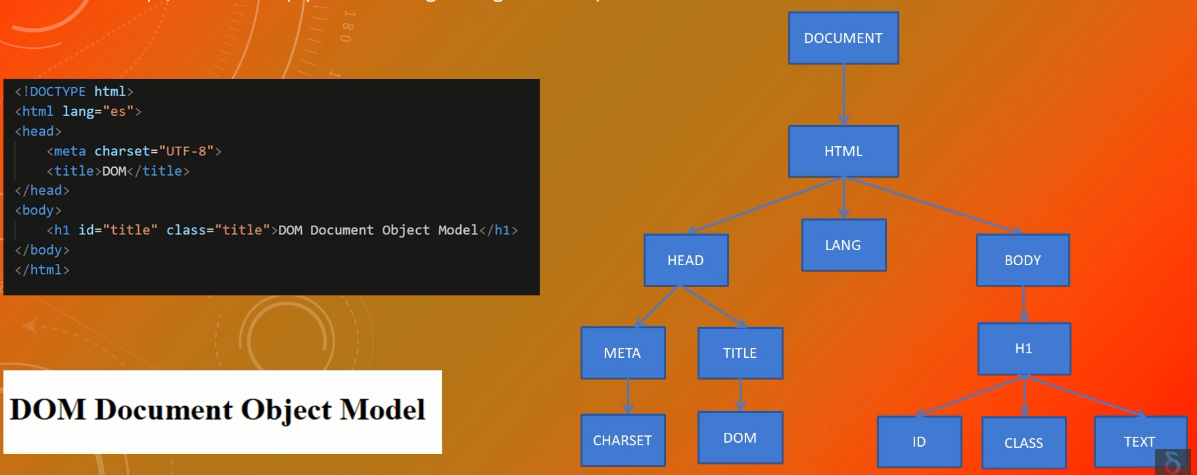 <!DOCTYPE html>
<html lang="es">
<head>
    <meta charset="UTF-8">
    <title>DOM</title>
</head>
<body>
    <h1 id="title" class="title">DOM Document Object Model</h1>
</body>
</html>
DOM Document Object Model
DOCUMENT
HTML
HEAD
LANG
BODY
META
TITLE
H1
CHARSET
DOM
ID
CLASS
TEXT
180